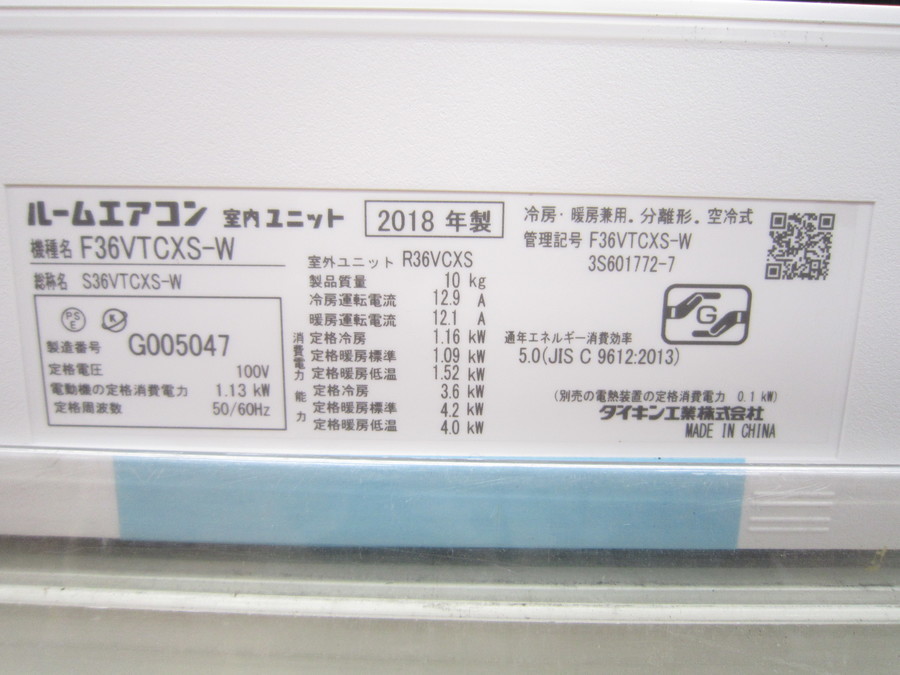 ルームエアコン 室内ユニット 2018 年製
機種名 F36VTCXS-W
総称名 S36VTCXS-W
PS E
製造番号 G005047
定格電圧 100V
電動機の定格消費電力 1.13 kW
定格周波数 50/60Hz
室外ユニット R36VCXS
製品質量 10 kg
冷房運転電流 12.9 A
暖房運転電流 12.1 A
消費電力 定格冷房 1.16 kW
定格暖房標準 1.09 kW
定格暖房低温 1.52 kW
能力 定格冷房 3.6 kW
定格暖房標準 4.2 kW
定格暖房低温 4.0 kW
冷房・暖房兼用．分離形．空冷式
管理記号 F36VTCXS-W
3S601772-7
G
通年エネルギー消費効率
5.0(JIS C 9612:2013)
(別売の電熱装置の定格消費電力 0.1 kW)
ダイキン工業株式会社
MADE IN CHINA